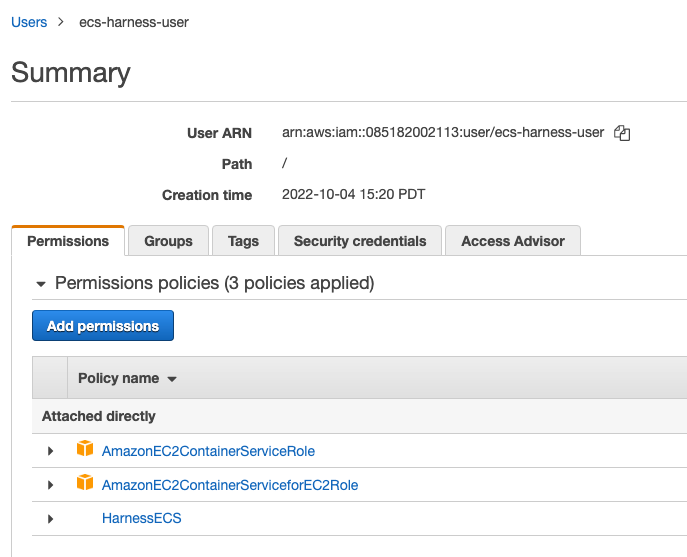 Users > ecs-harness-user
Summary
User ARN arn:aws:iam::085182002113:user/ecs-harness-user
Path /
Creation time 2022-10-04 15:20 PDT
Permissions Groups Tags Security credentials Access Advisor
Permissions policies (3 policies applied)
Add permissions
Policy name
Attached directly
AmazonEC2ContainerServiceRole
AmazonEC2ContainerServiceforEC2Role
HarnessECS